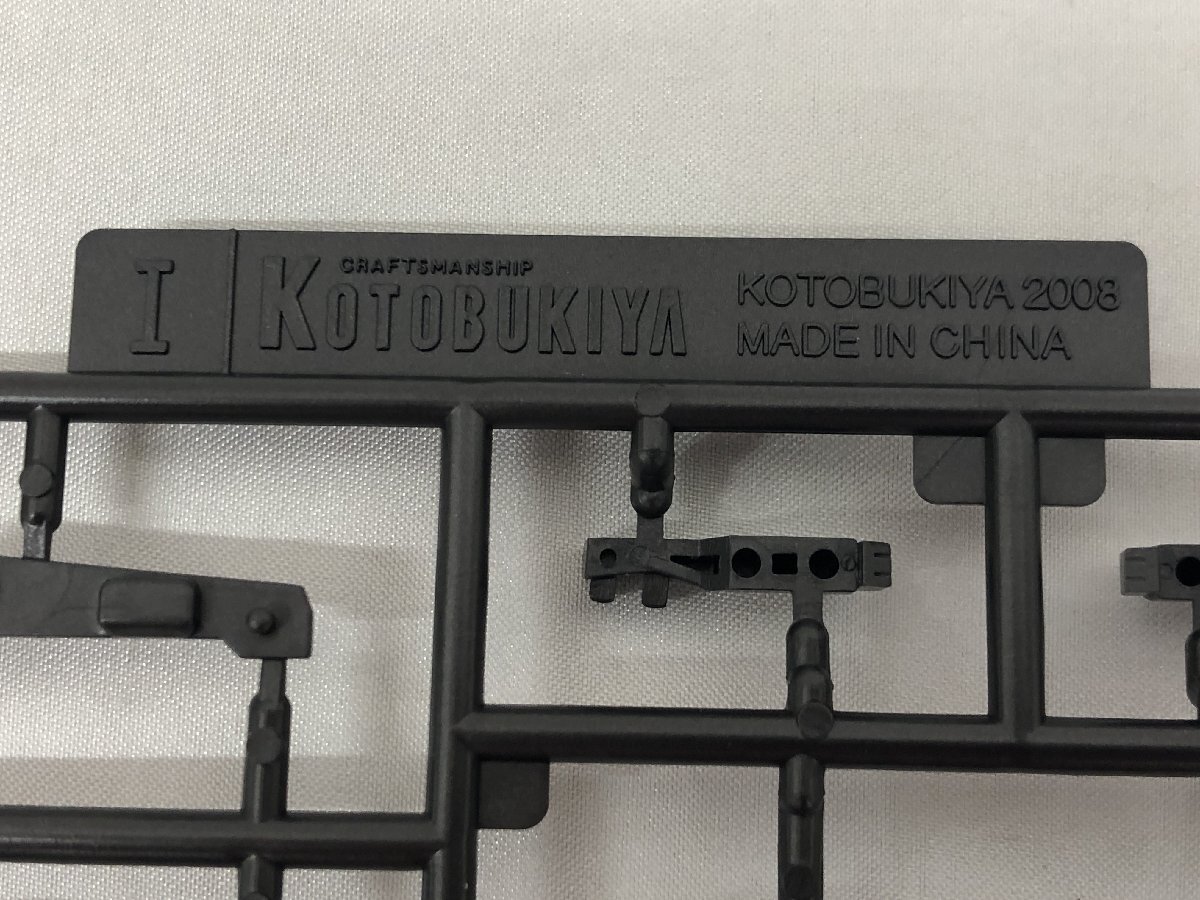 I
CRAFTSMANSHIP
KOTOBUKIYA
KOTOBUKIYA 2008
MADE IN CHINA